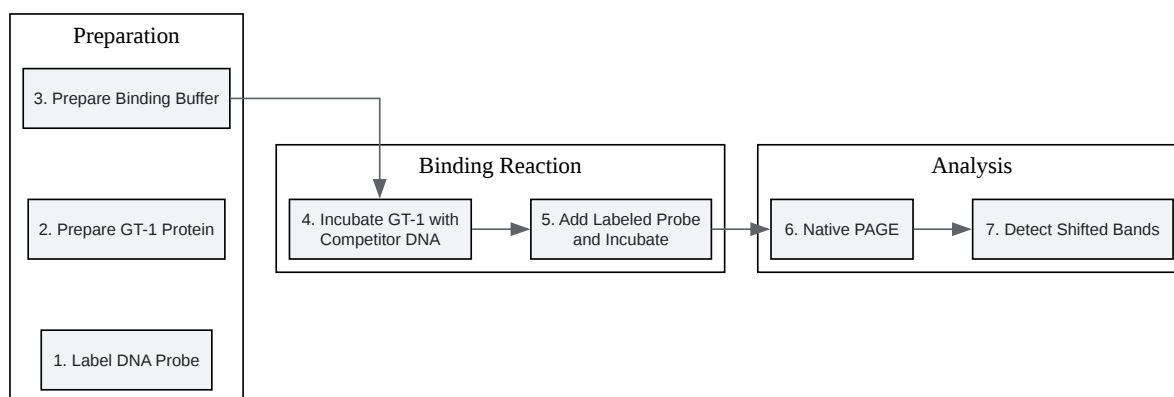 Preparation
3. Prepare Binding Buffer
2. Prepare GT-1 Protein
1. Label DNA Probe
Binding Reaction
4. Incubate GT-1 with
Competitor DNA
5. Add Labeled Probe
and Incubate
Analysis
6. Native PAGE
7. Detect Shifted Bands